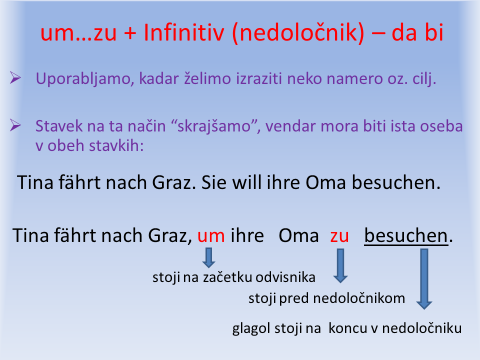 um…zu + Infinitiv (nedoločnik) – da bi
Uporabljamo, kadar želimo izraziti neko namero oz. cilj.
Stavek na ta način “skrajšamo”, vendar mora biti ista oseba
v obeh stavkih:
Tina fährt nach Graz. Sie will ihre Oma besuchen.
Tina fährt nach Graz, um ihre Oma zu besuchen.
stoji na začetku odvisnika
stoji pred nedoločnikom
glagol stoji na koncu v nedoločniku